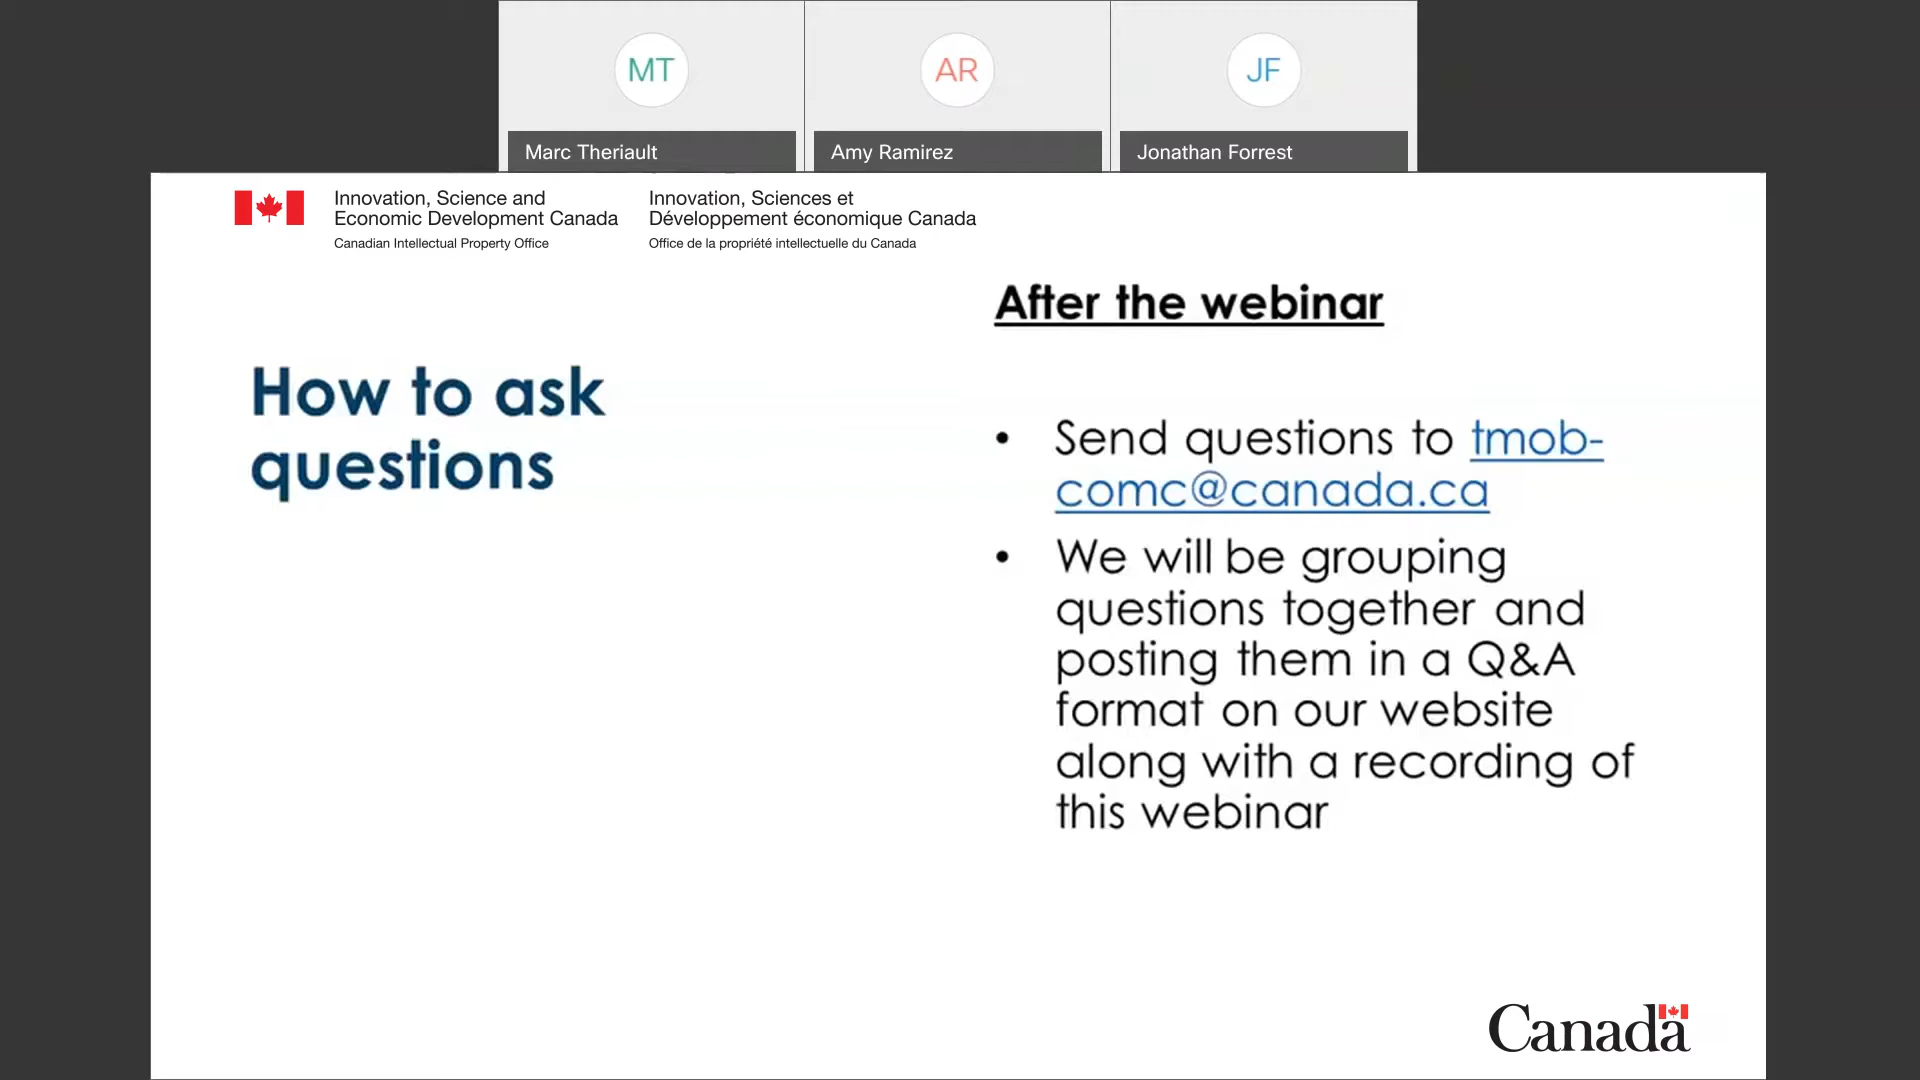 MT
AR
JF
Marc Theriault
Amy Ramirez
Jonathan Forrest
Innovation, Science and
Economic Development Canada
Canadian Intellectual Property Office
Innovation, Sciences et
Développement économique Canada
Office de la propriété intellectuelle du Canada
How to ask
questions
After the webinar
• Send questions to tmob-
comc@canada.ca
• We will be grouping
questions together and
posting them in a Q&A
format on our website
along with a recording of
this webinar
Canada